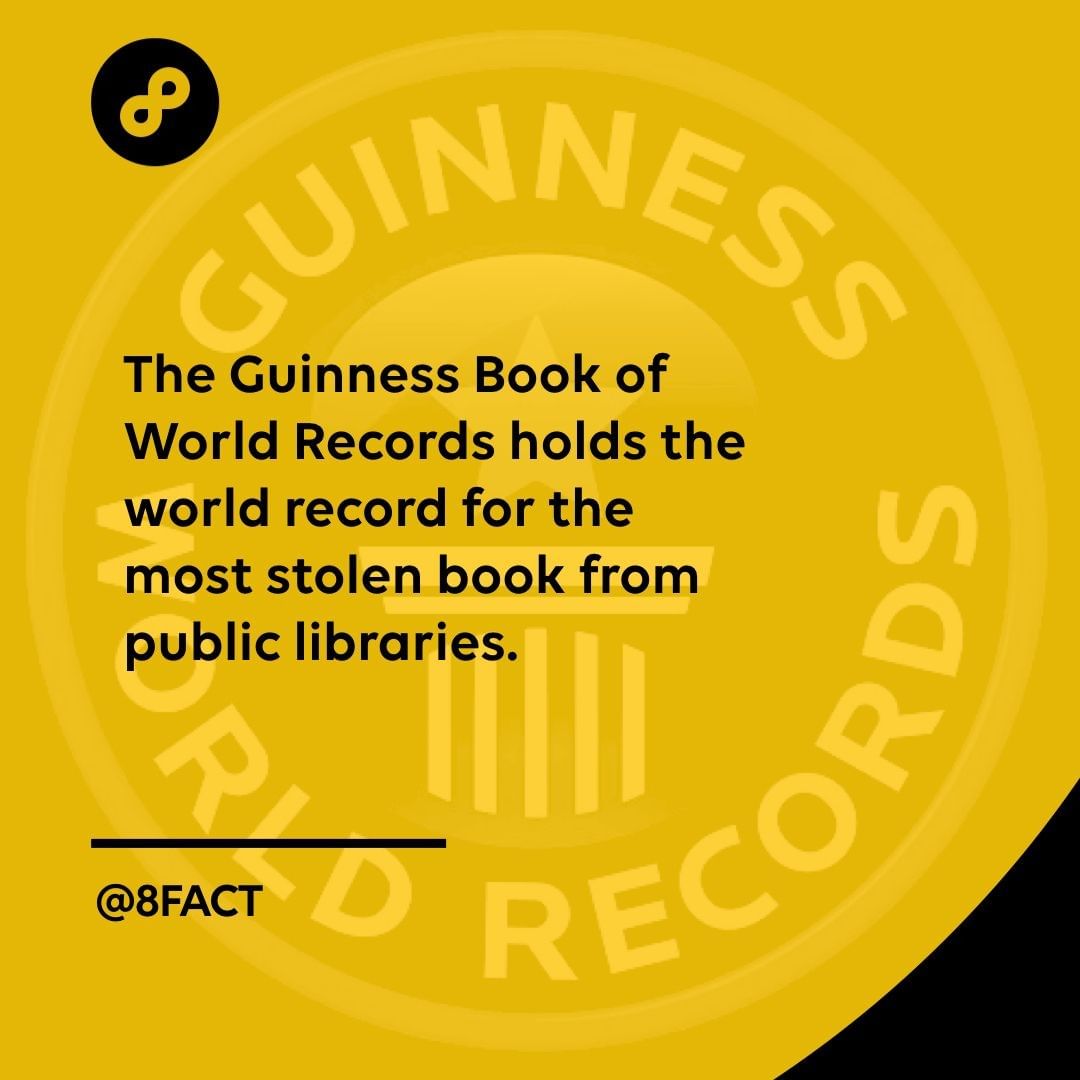 GUINNESS
The Guinness Book of
World Records holds the
world record for the
most stolen book from
public libraries.
WORLD RECORDS
@8FACT